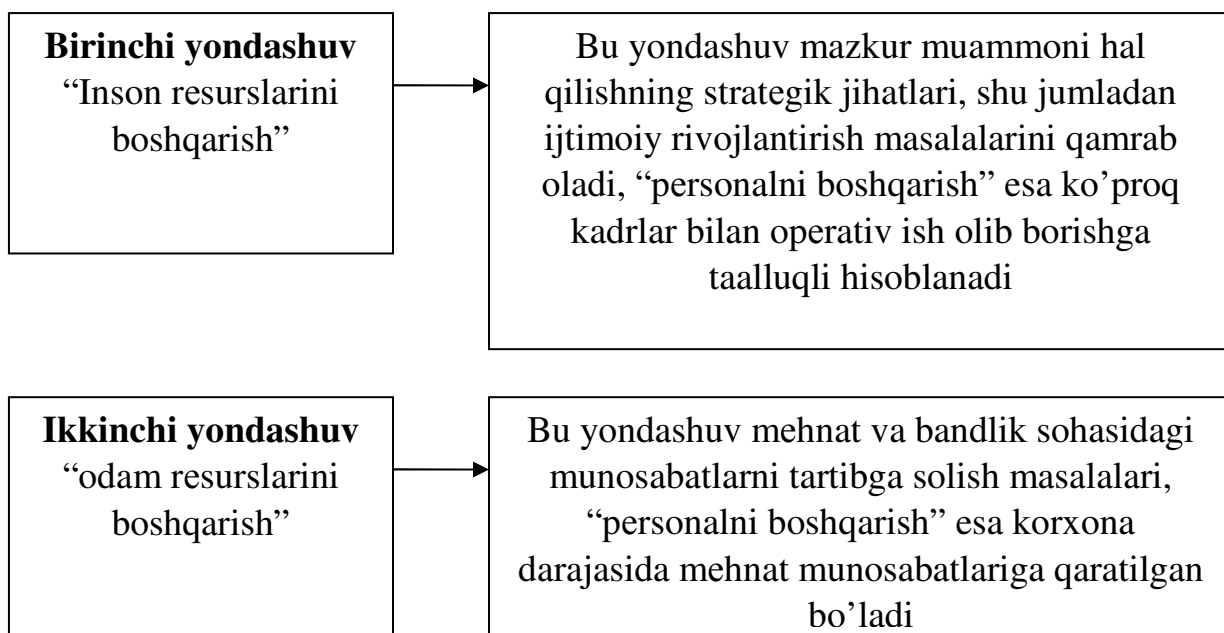 Birinchi yondashuv
“Inson resurslarini
boshqarish”
Bu yondashuv mazkur muammoni hal
qilishning strategik jihatlari, shu jumladan
ijtimoiy rivojlantirish masalalarini qamrab
oladi, “personalni boshqarish” esa ko’proq
kadrlar bilan operativ ish olib borishga
taalluqli hisoblanadi
Ikkinchi yondashuv
“odam resurslarini
boshqarish”
Bu yondashuv mehnat va bandlik sohasidagi
munosabatlarni tartibga solish masalalari,
“personalni boshqarish” esa korxona
darajasida mehnat munosabatlariga qaratilgan
bo’ladi